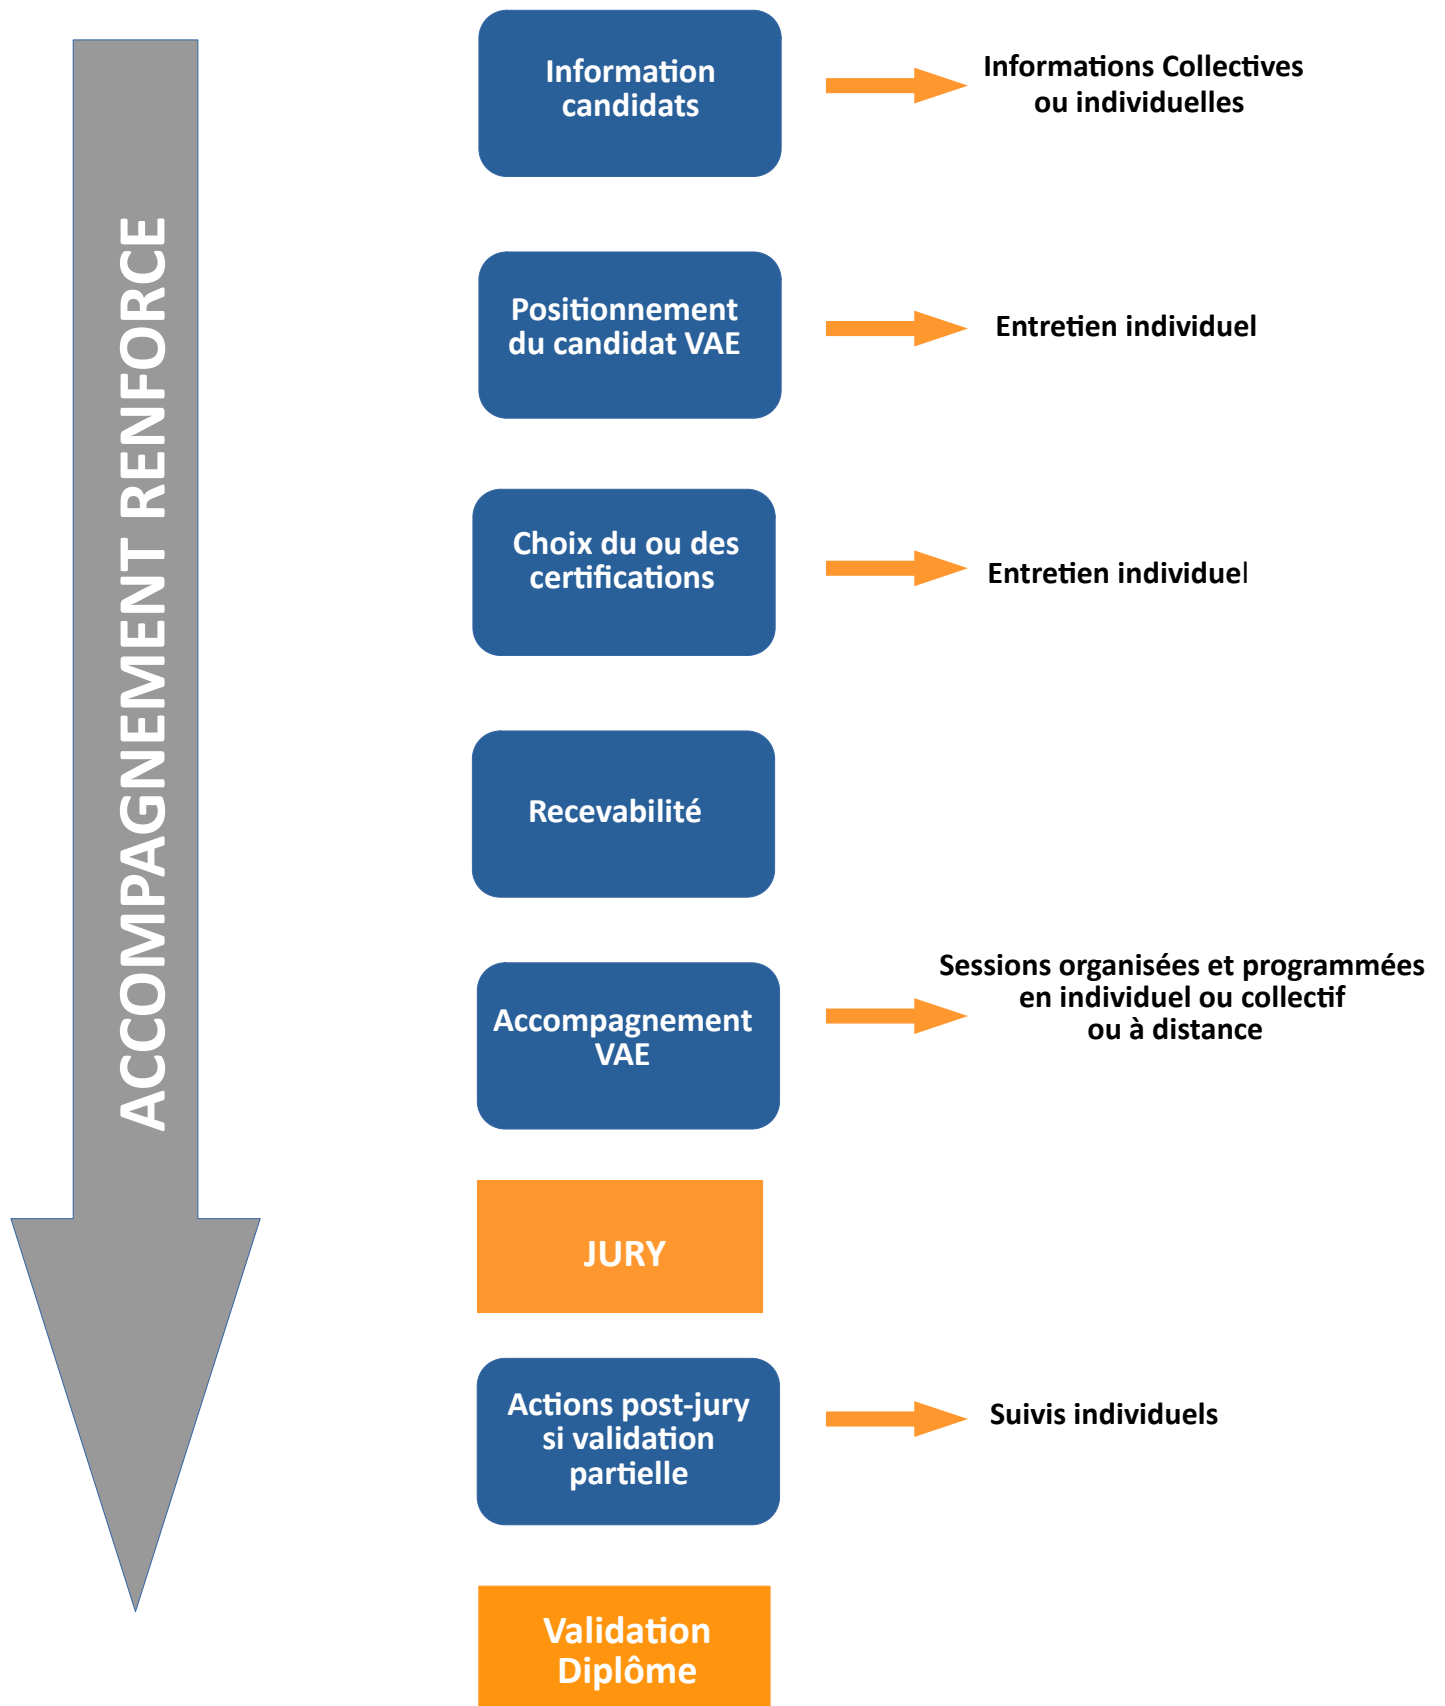 ACCOMPAGNEMENT RENFORCE
Information
candidats
Informations Collectives
ou individuelles
Positionnement
du candidat VAE
Entretien individuel
Choix du ou des
certifications
Entretien individuel
Recevabilité
Accompagnement
VAE
Sessions organisées et programmées
en individuel ou collectif
ou à distance
JURY
Actions post-jury
si validation
partielle
Suivis individuels
Validation
Diplôme